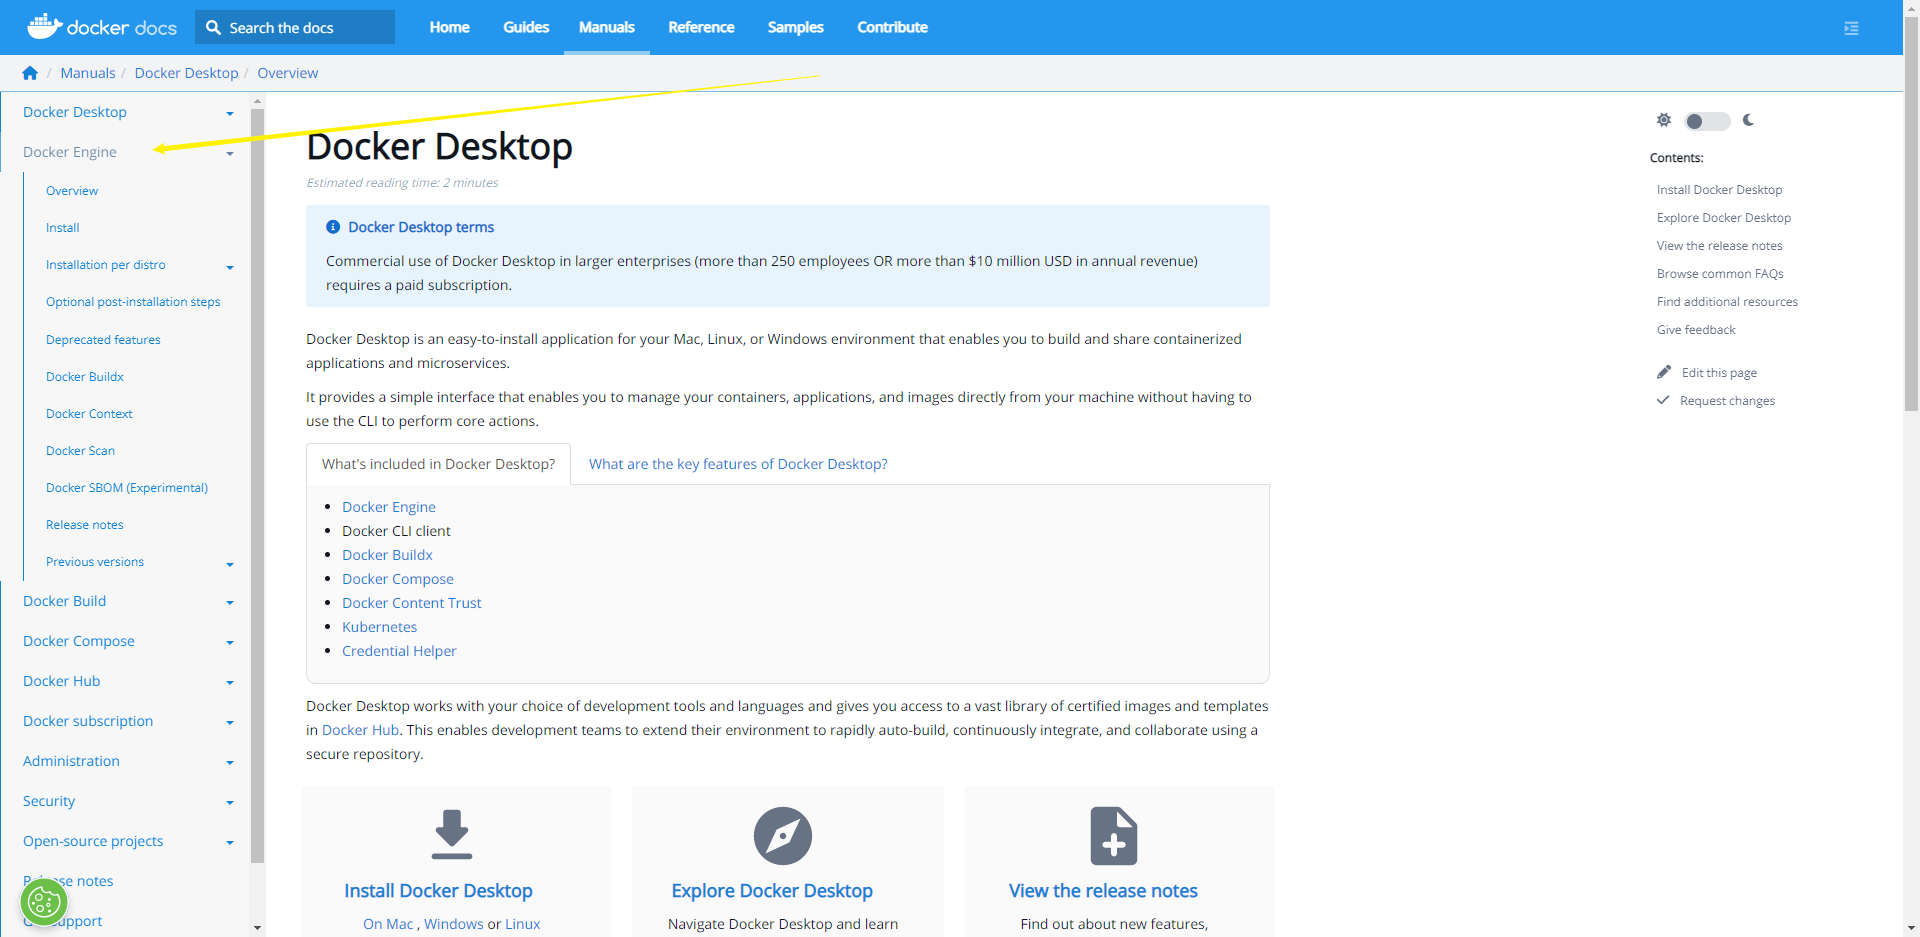 docker docs
Search the docs
Home
Guides
Manuals
Reference
Samples
Contribute
/ Manuals / Docker Desktop / Overview
Docker Desktop
Docker Engine
Overview
Install
Installation per distro
Optional post-installation steps
Deprecated features
Docker Buildx
Docker Context
Docker Scan
Docker SBOM (Experimental)
Release notes
Previous versions
Docker Build
Docker Compose
Docker Hub
Docker subscription
Administration
Security
Open-source projects
notes
support
Docker Desktop
Estimated reading time: 2 minutes
Docker Desktop terms
Commercial use of Docker Desktop in larger enterprises (more than 250 employees OR more than $10 million USD in annual revenue)
requires a paid subscription.
Docker Desktop is an easy-to-install application for your Mac, Linux, or Windows environment that enables you to build and share containerized
applications and microservices.
It provides a simple interface that enables you to manage your containers, applications, and images directly from your machine without having to
use the CLI to perform core actions.
What's included in Docker Desktop?
What are the key features of Docker Desktop?
Docker Engine
Docker CLI client
Docker Buildx
Docker Compose
Docker Content Trust
Kubernetes
Credential Helper
Docker Desktop works with your choice of development tools and languages and gives you access to a vast library of certified images and templates
in Docker Hub. This enables development teams to extend their environment to rapidly auto-build, continuously integrate, and collaborate using a
secure repository.
Install Docker Desktop
On Mac , Windows or Linux
Explore Docker Desktop
Navigate Docker Desktop and learn
View the release notes
Find out about new features,
Contents:
Install Docker Desktop
Explore Docker Desktop
View the release notes
Browse common FAQs
Find additional resources
Give feedback
Edit this page
Request changes